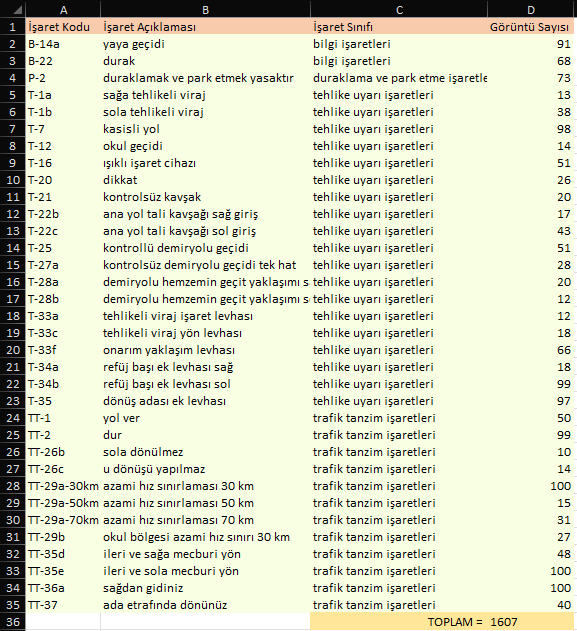 A B C D
1 İşaret Kodu İşaret Açıklaması İşaret Sınıfı Görüntü Sayısı
2 B-14a yaya geçidi bilgi işaretleri 91
3 B-22 durak bilgi işaretleri 68
4 P-2 duraklamak ve park etmek yasaktır duraklama ve park etme işaretle 73
5 T-1a sağa tehlikeli viraj tehlike uyarı işaretleri 13
6 T-1b sola tehlikeli viraj tehlike uyarı işaretleri 38
7 T-7 kasisli yol tehlike uyarı işaretleri 98
8 T-12 okul geçidi tehlike uyarı işaretleri 14
9 T-16 ışıklı işaret cihazı tehlike uyarı işaretleri 51
10 T-20 dikkat tehlike uyarı işaretleri 26
11 T-21 kontrolsüz kavşak tehlike uyarı işaretleri 20
12 T-22b ana yol tali kavşağı sağ giriş tehlike uyarı işaretleri 17
13 T-22c ana yol tali kavşağı sol giriş tehlike uyarı işaretleri 43
14 T-25 kontrollü demiryolu geçidi tehlike uyarı işaretleri 51
15 T-27a kontrolsüz demiryolu geçidi tek hat tehlike uyarı işaretleri 28
16 T-28a demiryolu hemzemin geçit yaklaşımı s tehlike uyarı işaretleri 20
17 T-28b demiryolu hemzemin geçit yaklaşımı s tehlike uyarı işaretleri 12
18 T-33a tehlikeli viraj işaret levhası tehlike uyarı işaretleri 12
19 T-33c tehlikeli viraj yön levhası tehlike uyarı işaretleri 18
20 T-33f onarım yaklaşım levhası tehlike uyarı işaretleri 66
21 T-34a refüj başı ek levhası sağ tehlike uyarı işaretleri 18
22 T-34b refüj başı ek levhası sol tehlike uyarı işaretleri 99
23 T-35 dönüş adası ek levhası tehlike uyarı işaretleri 97
24 TT-1 yol ver trafik tanzim işaretleri 50
25 TT-2 dur trafik tanzim işaretleri 99
26 TT-26b sola dönülmez trafik tanzim işaretleri 10
27 TT-26c u dönüşü yapılmaz trafik tanzim işaretleri 14
28 TT-29a-30km azami hız sınırlaması 30 km trafik tanzim işaretleri 100
29 TT-29a-50km azami hız sınırlaması 50 km trafik tanzim işaretleri 15
30 TT-29a-70km azami hız sınırlaması 70 km trafik tanzim işaretleri 31
31 TT-29b okul bölgesi azami hız sınırı 30 km trafik tanzim işaretleri 27
32 TT-35d ileri ve sağa mecburi yön trafik tanzim işaretleri 48
33 TT-35e ileri ve sola mecburi yön trafik tanzim işaretleri 100
34 TT-36a sağdan gidiniz trafik tanzim işaretleri 100
35 TT-37 ada etrafında dönünüz trafik tanzim işaretleri 40
36 TOPLAM = 1607